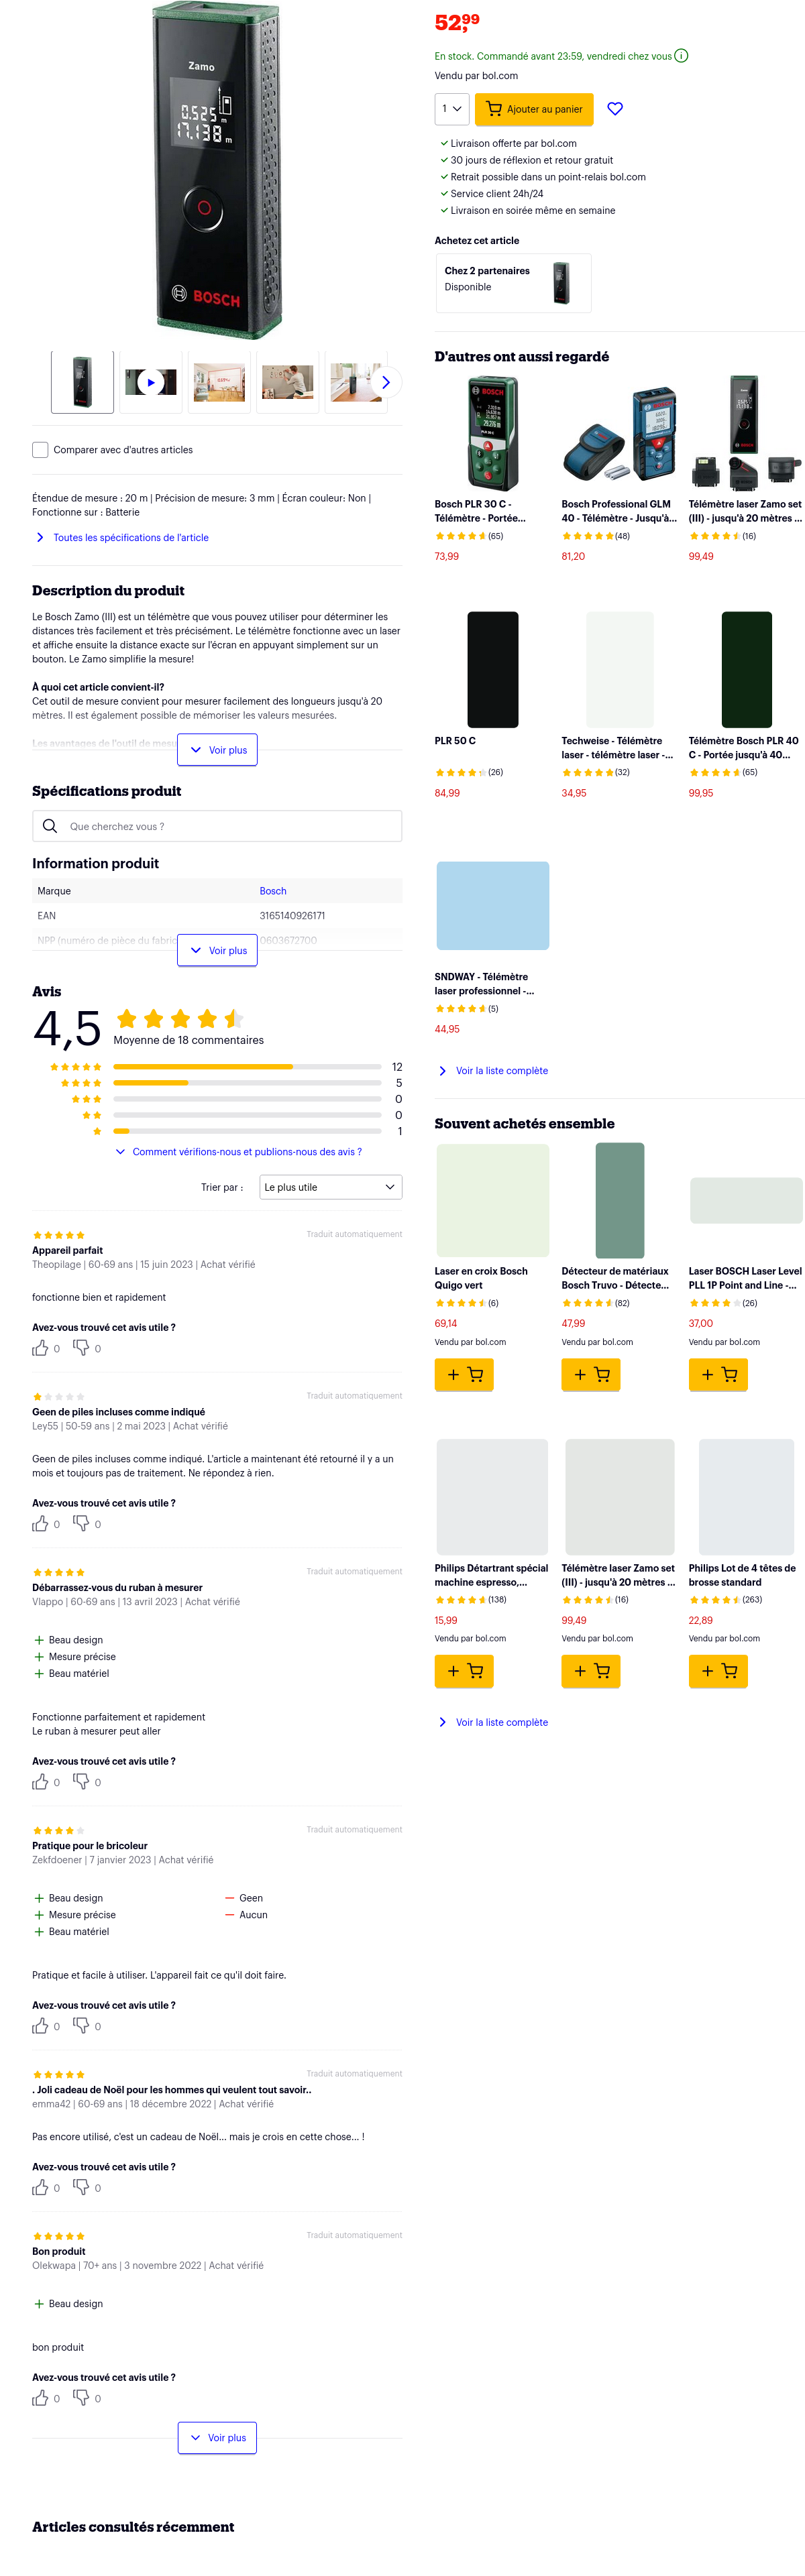 Zamo
0.525 m
17.138 m
BOSCH
Comparer avec d'autres articles
Étendue de mesure : 20 m | Précision de mesure: 3 mm | Écran couleur: Non |
Fonctionne sur : Batterie
Toutes les spécifications de l'article
Description du produit
Le Bosch Zamo (III) est un télémètre que vous pouvez utiliser pour déterminer les
distances très facilement et très précisément. Le télémètre fonctionne avec un laser
et affiche ensuite la distance exacte sur l'écran en appuyant simplement sur un
bouton. Le Zamo simplifie la mesure!
À quoi cet article convient-il?
Cet outil de mesure convient pour mesurer facilement des longueurs jusqu'à 20
mètres. Il est également possible de mémoriser les valeurs mesurées.
Les avantages de l'outil de mesu
Voir plus
Spécifications produit
Que cherchez vous ?
Information produit
Marque Bosch
EAN 3165140926171
NPP (numéro de pièce du fabric 0603672700
Voir plus
Avis
4,5
Moyenne de 18 commentaires
12
5
0
0
1
Comment vérifions-nous et publions-nous des avis ?
Trier par : Le plus utile
Traduit automatiquement
Appareil parfait
Theopilage | 60-69 ans | 15 juin 2023 | Achat vérifié
fonctionne bien et rapidement
Avez-vous trouvé cet avis utile ?
0 0
Traduit automatiquement
Geen de piles incluses comme indiqué
Ley55 | 50-59 ans | 2 mai 2023 | Achat vérifié
Geen de piles incluses comme indiqué. L'article a maintenant été retourné il y a un
mois et toujours pas de traitement. Ne répondez à rien.
Avez-vous trouvé cet avis utile ?
0 0
Traduit automatiquement
Débarrassez-vous du ruban à mesurer
Vlappo | 60-69 ans | 13 avril 2023 | Achat vérifié
Beau design
Mesure précise
Beau matériel
Fonctionne parfaitement et rapidement
Le ruban à mesurer peut aller
Avez-vous trouvé cet avis utile ?
0 0
Traduit automatiquement
Pratique pour le bricoleur
Zekfdoener | 7 janvier 2023 | Achat vérifié
Beau design Geen
Mesure précise Aucun
Beau matériel
Pratique et facile à utiliser. L'appareil fait ce qu'il doit faire.
Avez-vous trouvé cet avis utile ?
0 0
Traduit automatiquement
. Joli cadeau de Noël pour les hommes qui veulent tout savoir..
emma42 | 60-69 ans | 18 décembre 2022 | Achat vérifié
Pas encore utilisé, c'est un cadeau de Noël... mais je crois en cette chose... !
Avez-vous trouvé cet avis utile ?
0 0
Traduit automatiquement
Bon produit
Olekwapa | 70+ ans | 3 novembre 2022 | Achat vérifié
Beau design
bon produit
Avez-vous trouvé cet avis utile ?
0 0
Voir plus
Articles consultés récemment
52,99
En stock. Commandé avant 23:59, vendredi chez vous
Vendu par bol.com
1 Ajouter au panier
Livraison offerte par bol.com
30 jours de réflexion et retour gratuit
Retrait possible dans un point-relais bol.com
Service client 24h/24
Livraison en soirée même en semaine
Achetez cet article
Chez 2 partenaires
Disponible
D'autres ont aussi regardé
Bosch PLR 30 C -
Télémètre - Portée...
(65)
73,99
Bosch Professional GLM
40 - Télémètre - Jusqu'à...
(48)
81,20
Télémètre laser Zamo set
(III) - jusqu'à 20 mètres ...
(16)
99,49
PLR 50 C
(26)
84,99
Techweise - Télémètre
laser - télémètre laser -...
(32)
34,95
Télémètre Bosch PLR 40
C - Portée jusqu'à 40...
(65)
99,95
SNDWAY - Télémètre
laser professionnel -...
(5)
44,95
Voir la liste complète
Souvent achetés ensemble
Laser en croix Bosch
Quigo vert
(6)
69,14
Vendu par bol.com
Détecteur de matériaux
Bosch Truvo - Détecte...
(82)
47,99
Vendu par bol.com
Laser BOSCH Laser Level
PLL 1P Point and Line -...
(26)
37,00
Vendu par bol.com
Philips Détartrant spécial
machine espresso,...
(138)
15,99
Vendu par bol.com
Télémètre laser Zamo set
(III) - jusqu'à 20 mètres ...
(16)
99,49
Vendu par bol.com
Philips Lot de 4 têtes de
brosse standard
(263)
22,89
Vendu par bol.com
Voir la liste complète